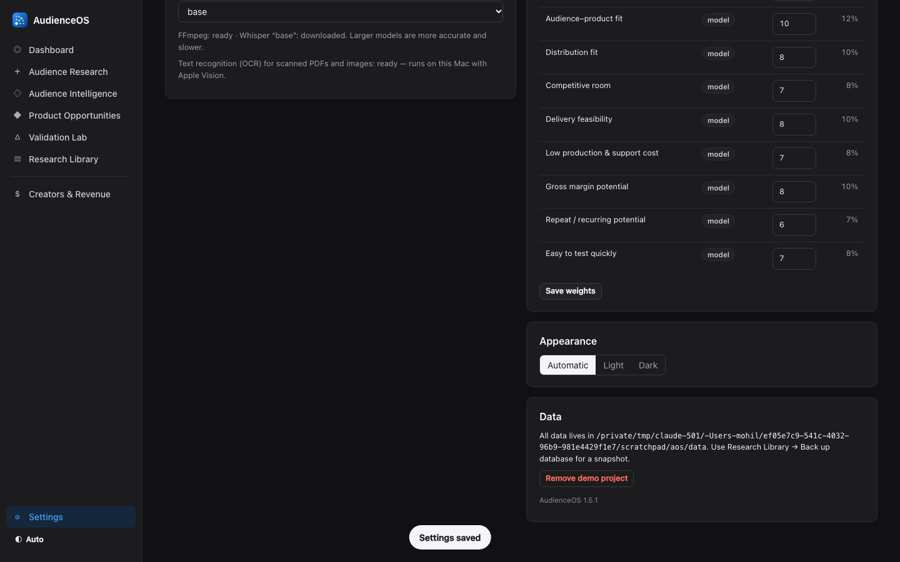 AudienceOS
Dashboard
Audience Research
Audience Intelligence
Product Opportunities
Validation Lab
Research Library
$ Creators & Revenue
Settings
Auto
base
FFmpeg: ready · Whisper "base": downloaded. Larger models are more accurate and
slower.
Text recognition (OCR) for scanned PDFs and images: ready — runs on this Mac with
Apple Vision.
Audience–product fit model 10 12%
Distribution fit model 8 10%
Competitive room model 7 8%
Delivery feasibility model 8 10%
Low production & support cost model 7 8%
Gross margin potential model 8 10%
Repeat / recurring potential model 6 7%
Easy to test quickly model 7 8%
Save weights
Appearance
Automatic Light Dark
Data
All data lives in /private/tmp/claude-501/-Users-mohil/ef05e7c9-541c-4032-
96b9-981e4429f1e7/scratchpad/aos/data. Use Research Library → Back up
database for a snapshot.
Remove demo project
AudienceOS 1.5.1
Settings saved